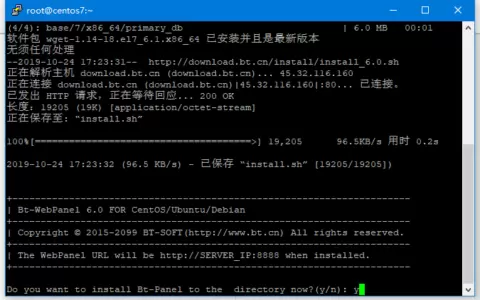 root@centos7:~
(4/4): base/7/x86_64/primary_db | 6.0 MB 00:01
软件包 wget-1.14-18.el7_6.1.x86_64 已安装并且是最新版本
无须任何处理
--2019-10-24 17:23:31-- http://download.bt.cn/install/install_6.0.sh
正在解析主机 download.bt.cn (download.bt.cn)... 45.32.116.160
正在连接 download.bt.cn (download.bt.cn)|45.32.116.160|:80... 已连接。
已发出 HTTP 请求，正在等待回应... 200 OK
长度：19205 (19K) [application/octet-stream]
正在保存至: “install.sh”
100%[======================================>] 19,205 96.5KB/s 用时 0.2s
2019-10-24 17:23:32 (96.5 KB/s) - 已保存 “install.sh” [19205/19205])
+----------------------------------------------------------------------
| Bt-WebPanel 6.0 FOR CentOS/Ubuntu/Debian
+----------------------------------------------------------------------
| Copyright © 2015-2099 BT-SOFT(http://www.bt.cn) All rights reserved.
+----------------------------------------------------------------------
| The WebPanel URL will be http://SERVER_IP:8888 when installed.
+----------------------------------------------------------------------
Do you want to install Bt-Panel to the directory now?(y/n): y